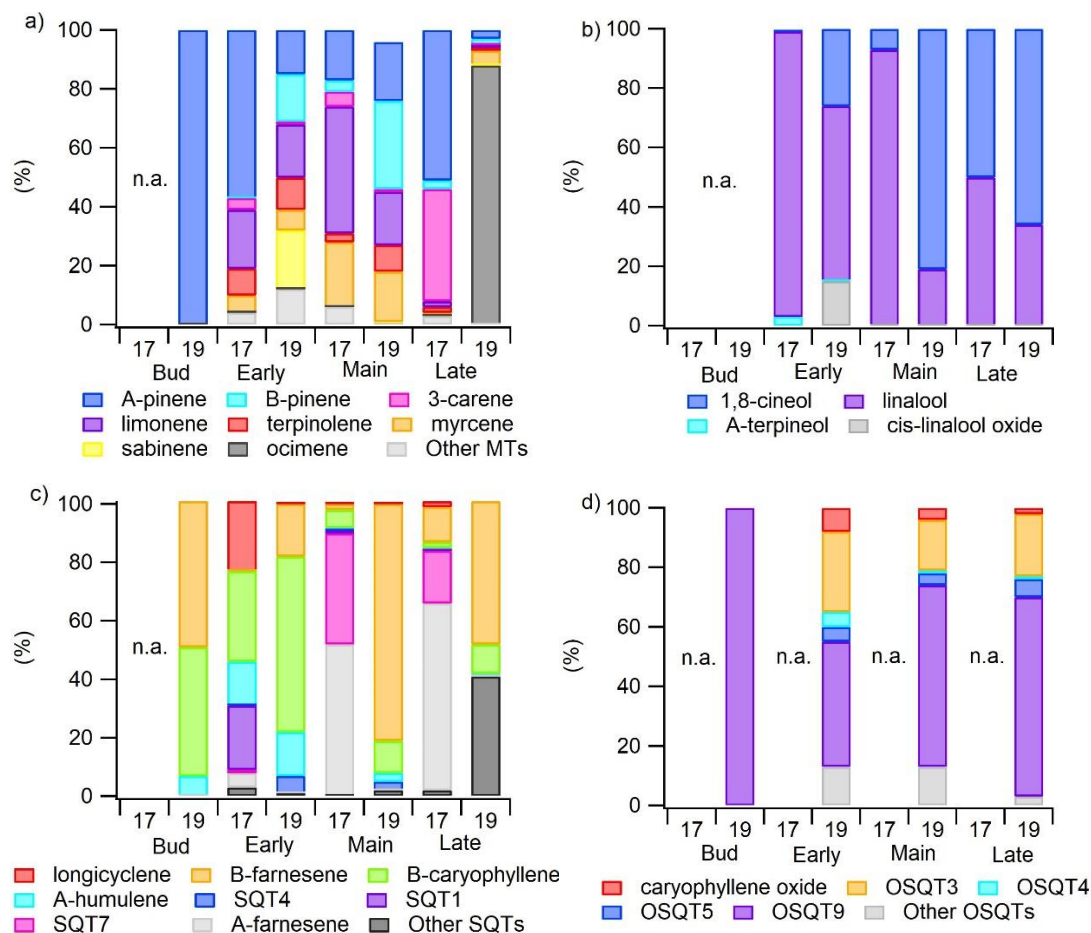 a)
100
80
60
40
20
0
(%)
n.a.
17 19 17 19 17 19 17 19
Bud Early Main Late
A-pinene B-pinene 3-carene
limonene terpinolene myrcene
sabinene ocimene Other MTs
b)
100
80
60
40
20
0
(%)
n.a.
17 19 17 19 17 19 17 19
Bud Early Main Late
1,8-cineol linalool
A-terpineol cis-linalool oxide
c)
100
80
60
40
20
0
(%)
n.a.
17 19 17 19 17 19 17 19
Bud Early Main Late
longicyclene B-farnesene B-caryophyllene
A-humulene SQT4 SQT1
SQT7 A-farnesene Other SQTs
d)
100
80
60
40
20
0
(%)
n.a. n.a. n.a. n.a.
17 19 17 19 17 19 17 19
Bud Early Main Late
caryophyllene oxide OSQT3 OSQT4
OSQT5 OSQT9 Other OSQTs